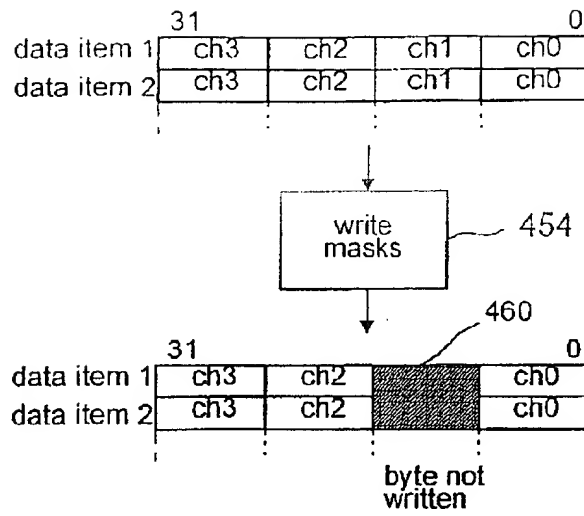 31 0
data item 1 ch3 ch2 ch1 ch0
data item 2 ch3 ch2 ch1 ch0
write
masks
454
460
31 0
data item 1 ch3 ch2 ch0
data item 2 ch3 ch2 ch0
byte not
written